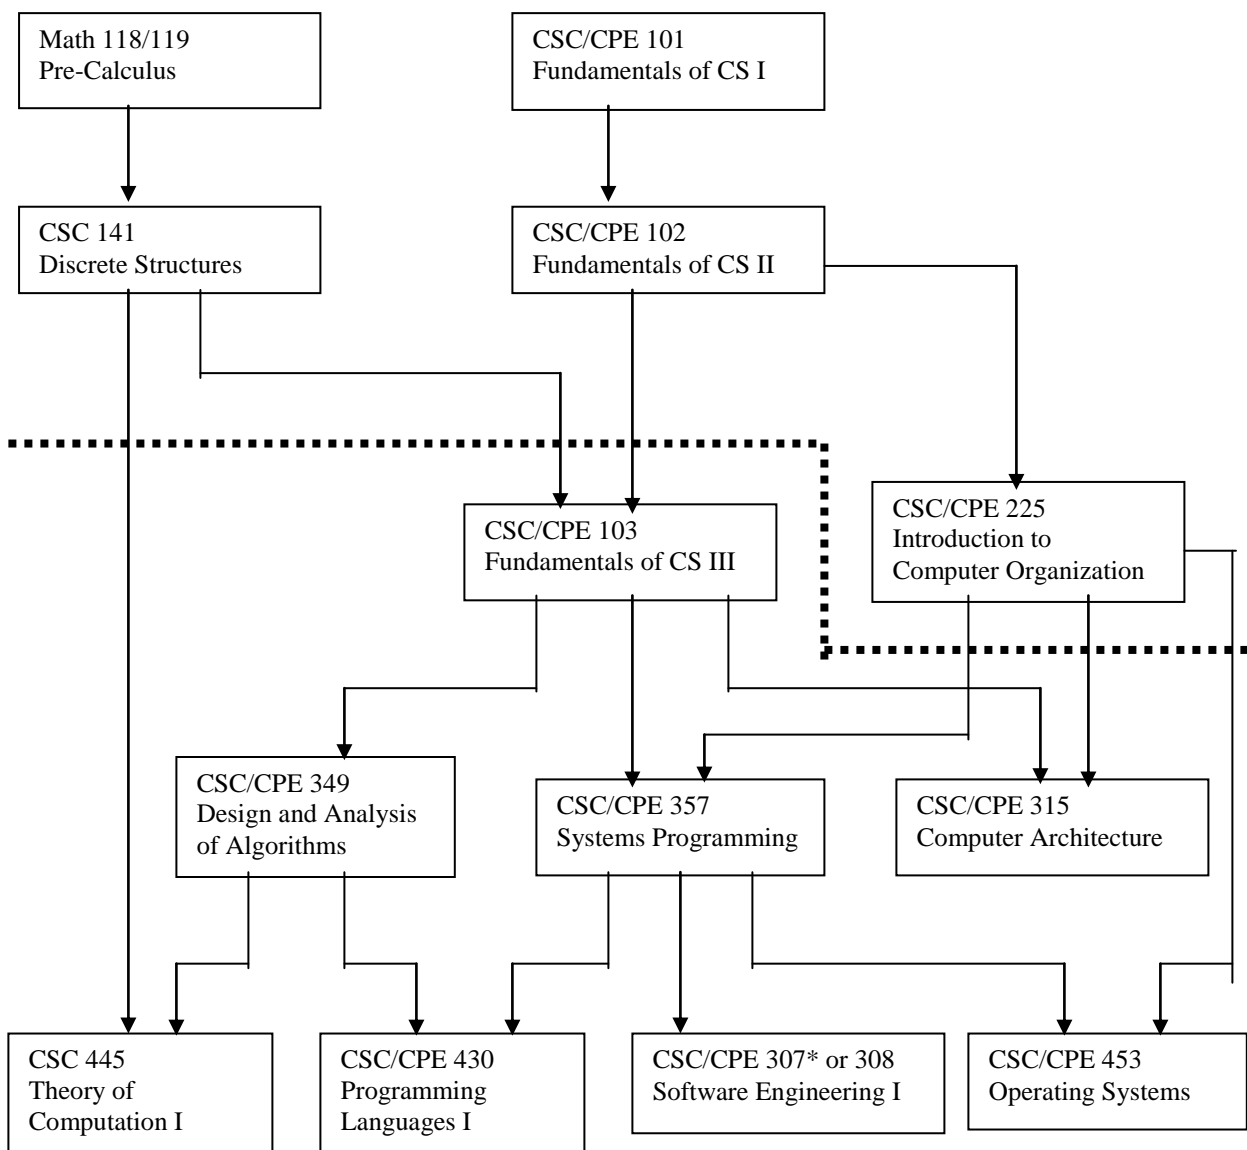 Math 118/119
Pre-Calculus
CSC/CPE 101
Fundamentals of CS I
CSC 141
Discrete Structures
CSC/CPE 102
Fundamentals of CS II
CSC/CPE 103
Fundamentals of CS III
CSC/CPE 225
Introduction to
Computer Organization
CSC/CPE 349
Design and Analysis
of Algorithms
CSC/CPE 357
Systems Programming
CSC/CPE 315
Computer Architecture
CSC 445
Theory of
Computation I
CSC/CPE 430
Programming
Languages I
CSC/CPE 307* or 308
Software Engineering I
CSC/CPE 453
Operating Systems